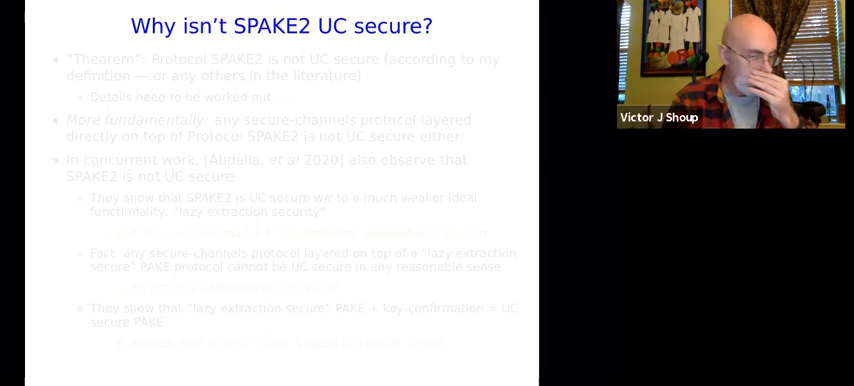 Why isn't SPAKE2 UC secure?
• "Theorem": Protocol SPAKE2 is not UC secure (according to my
definition — or any others in the literature)
Details need to be worked out ...
• More fundamentally: any secure-channels protocol layered
directly on top of Protocol SPAKE2 is not UC secure either
• In concurrent work, [Abdalla, et al 2020] also observe that
SPAKE2 is not UC secure
They show that SPAKE2 is UC secure w/r to a much weaker ideal
functionality: "lazy extraction security"
Fact: any secure-channels protocol layered on top of a "lazy extraction
secure" PAKE protocol cannot be UC secure in any reasonable sense
They show that "lazy extraction secure" PAKE + key-confirmation = UC
secure PAKE
Victor J Shoup